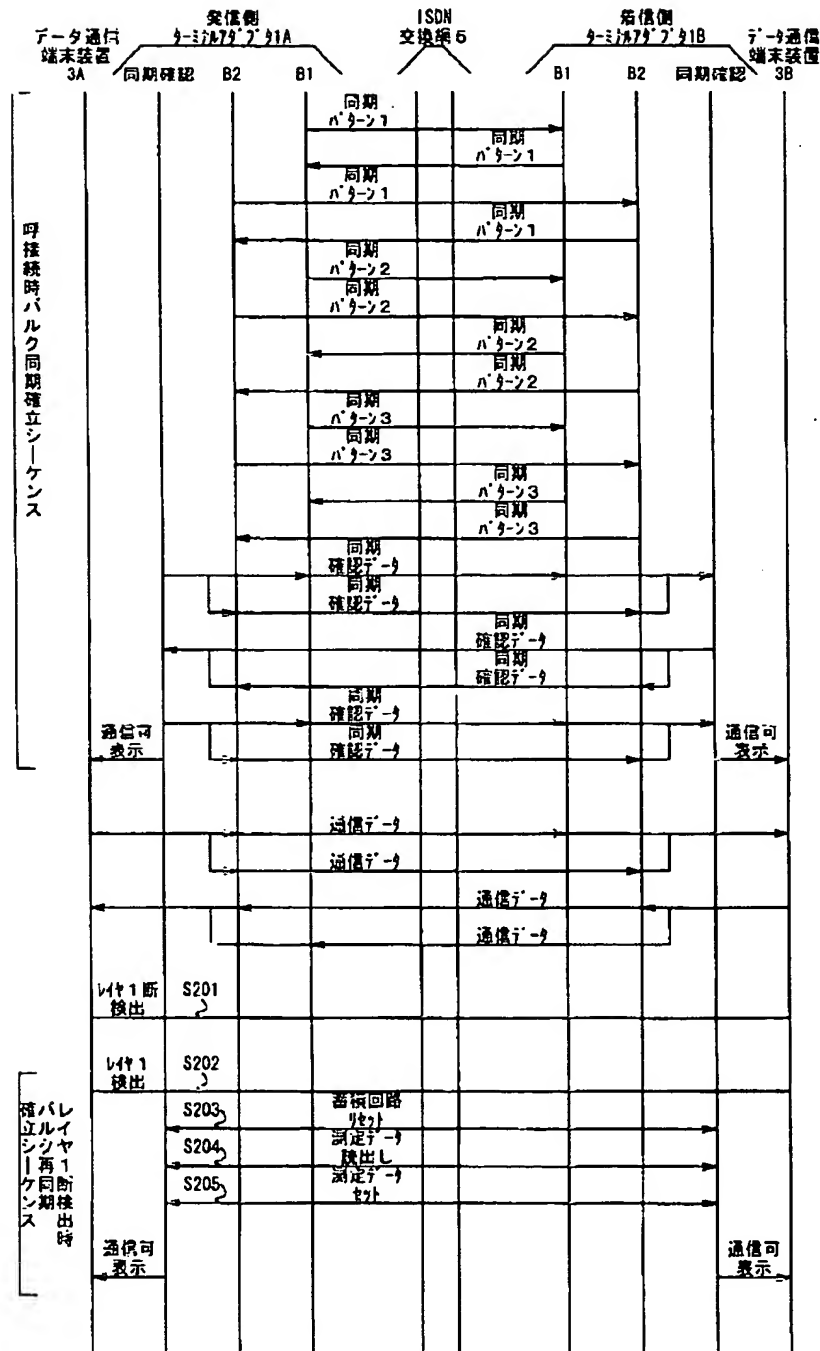 発信側
ターミナルアダプタ1A
ISDN
交換網5
着信側
ターミナルアダプタ1B
データ通信
端末装置
3A
データ通信
端末装置
3B
同期確認
B2
B1
B1
B2
同期確認
呼接続時バルク同期確立シーケンス
同期
パターン1
同期
パターン1
同期
パターン1
同期
パターン1
同期
パターン2
同期
パターン2
同期
パターン2
同期
パターン2
同期
パターン3
同期
パターン3
同期
パターン3
同期
パターン3
同期
確認データ
同期
確認データ
同期
確認データ
同期
確認データ
同期
確認データ
同期
確認データ
通信可
表示
通信可
表示
通信データ
通信データ
通信データ
通信データ
レイヤ1断
検出
S201
レイヤ1
検出
S202
レイヤ1断検出時
バルシ再同期
確立シーケンス
S203
蓄積回路
リセット
S204
測定データ
読出し
S205
測定データ
セット
通信可
表示
通信可
表示